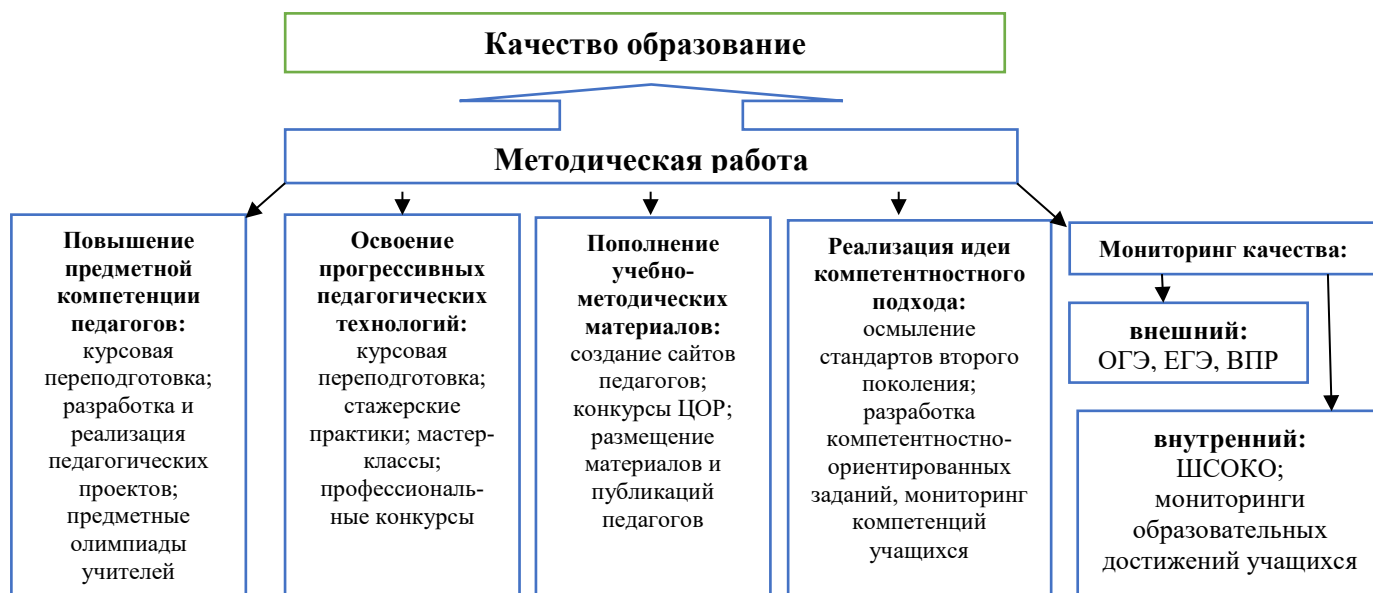 Качество образование
Методическая работа
Повышение
предметной
компетенции
педагогов:
курсовая
переподготовка;
разработка и
реализация
педагогических
проектов;
предметные
олимпиады
учителей
Освоение
прогрессивных
педагогических
технологий:
курсовая
переподготовка;
стажерские
практики; мастер-
классы;
профессиональ-
ные конкурсы
Пополнение
учебно-
методических
материалов:
создание сайтов
педагогов;
конкурсы ЦОР;
размещение
материалов и
публикаций
педагогов
Реализация идеи
компетентностного
подхода:
осмыление
стандартов второго
поколения;
разработка
компетентностно-
ориентированных
заданий, мониторинг
компетенций
учащихся
Мониторинг качества:
внешний:
ОГЭ, ЕГЭ, ВПР
внутренний:
ШСОКО;
мониторинги
образовательных
достижений учащихся